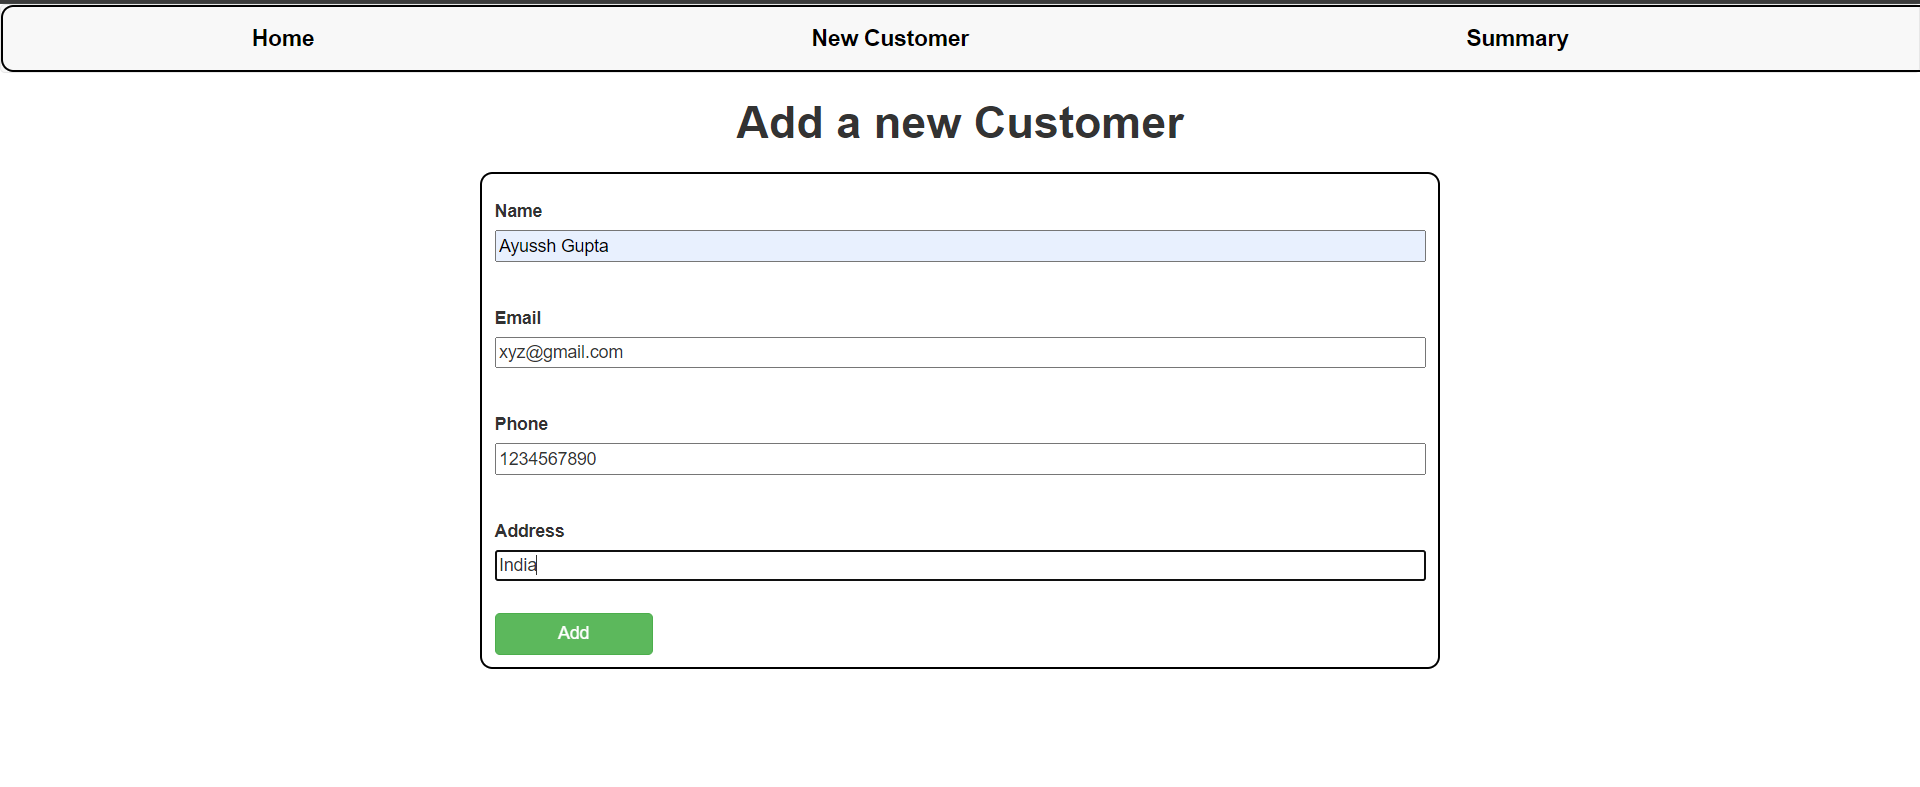 Home New Customer Summary
Add a new Customer
Name
Ayussh Gupta
Email
xyz@gmail.com
Phone
1234567890
Address
India
Add